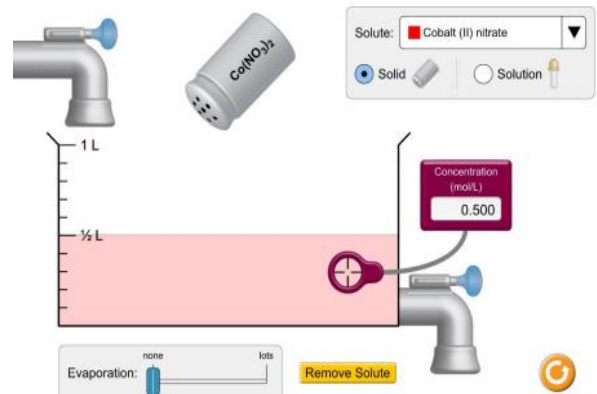 Solute: Cobalt (II) nitrate
Solid
Solution
Co(NO₃)₂
1 L
½ L
Concentration
(mol/L)
0.500
none
lots
Evaporation:
Remove Solute